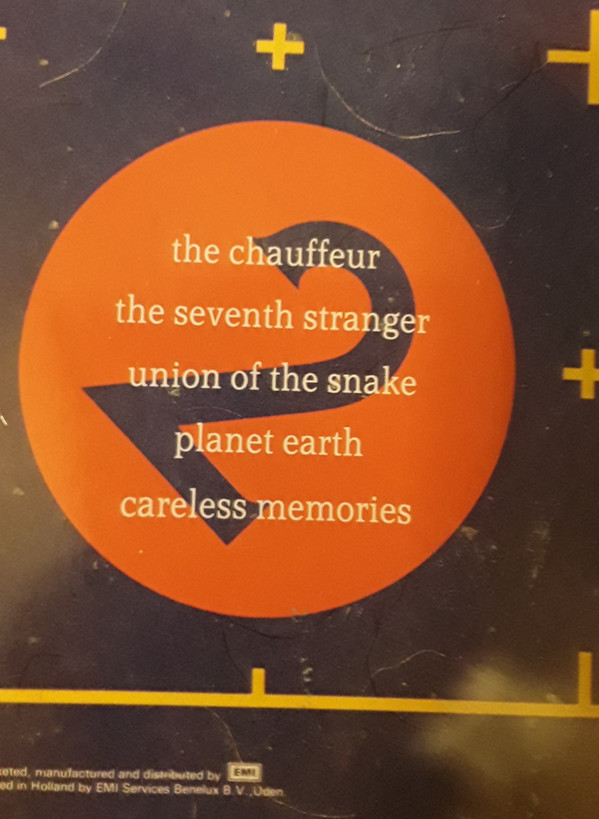 the chauffeur
the seventh stranger
union of the snake
planet earth
careless memories
manufactured and distributed by EMI
in Holland by EMI Services Benelux B.V.,Uden